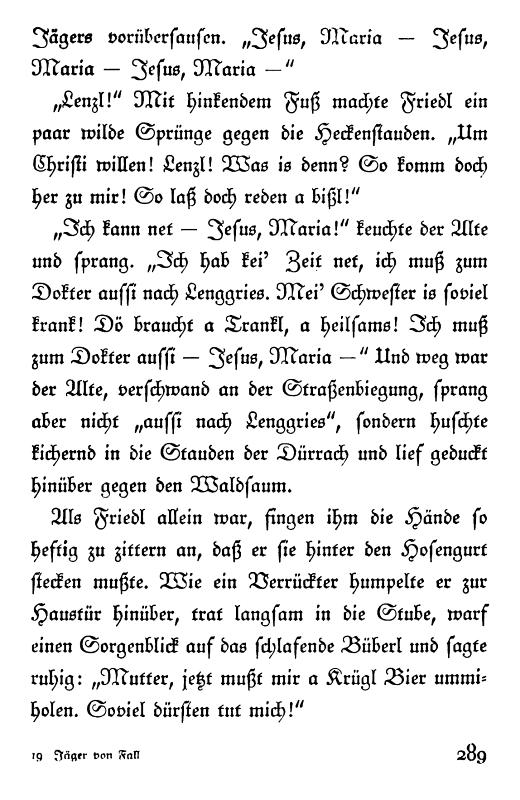 Jägers vorübersausen. „Jesus, Maria — Jesus,
Maria — Jesus, Maria —“
„Lenzl!“ Mit hinkendem Fuß machte Friedl ein
paar wilde Sprünge gegen die Heckenstauden. „Um
Christi willen! Lenzl! Was is denn? So komm doch
her zu mir! So laß doch reden a bißl!“
„Ich kann net — Jesus, Maria!“ keuchte der Alte
und sprang. „Ich hab kei’ Zeit net, ich muß zum
Dokter aussi nach Lenggries. Mei’ Schwester is soviel
krank! Dö braucht a Trankl, a heilsams! Ich muß
zum Dokter aussi — Jesus, Maria —“ Und weg war
der Alte, verschwand an der Straßenbiegung, sprang
aber nicht „aussi nach Lenggries“, sondern huschte
kichernd in die Stauden der Dürrach und lief geduckt
hinüber gegen den Waldsaum.
Als Friedl allein war, fingen ihm die Hände so
heftig zu zittern an, daß er sie hinter den Hosengurt
stecken mußte. Wie ein Verrückter humpelte er zur
Haustür hinüber, trat langsam in die Stube, warf
einen Sorgenblick auf das schlafende Büberl und sagte
ruhig: „Mutter, jetzt mußt mir a Krügl Bier ummi-
holen. Soviel dürsten tut mich!“
19 Jäger von Fall 289